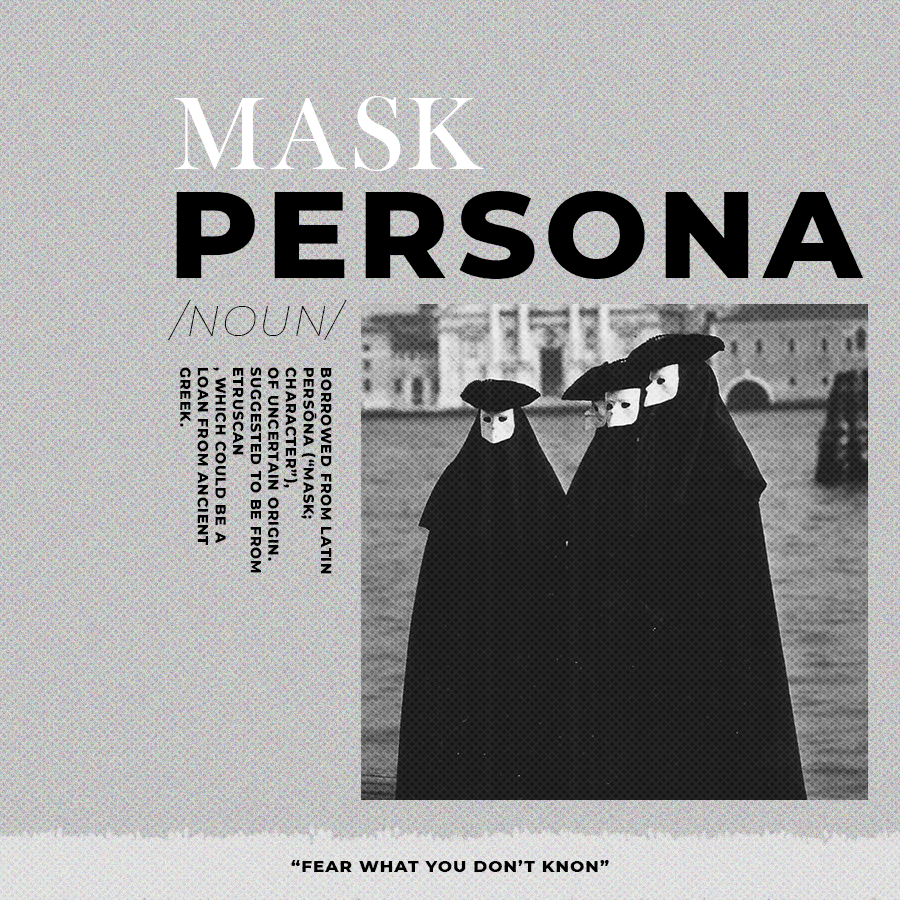 MASK
PERSONA
/NOUN/
BORROWED FROM LATIN
PERSŌNA (“MASK;
CHARACTER”),
OF UNCERTAIN ORIGIN.
SUGGESTED TO BE FROM
ETRUSCAN
, WHICH COULD BE A
LOAN FROM ANCIENT
GREEK.
“FEAR WHAT YOU DON’T KNON”